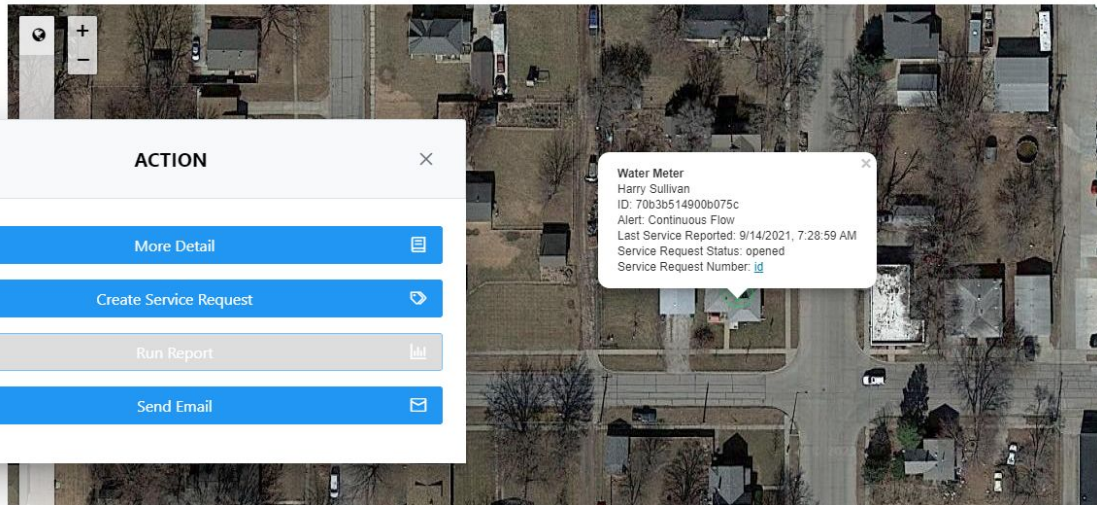 +
−
ACTION
×
More Detail
Create Service Request
Run Report
Send Email
×
Water Meter
Harry Sullivan
ID: 70b3b514900b075c
Alert: Continuous Flow
Last Service Reported: 9/14/2021, 7:28:59 AM
Service Request Status: opened
Service Request Number: id